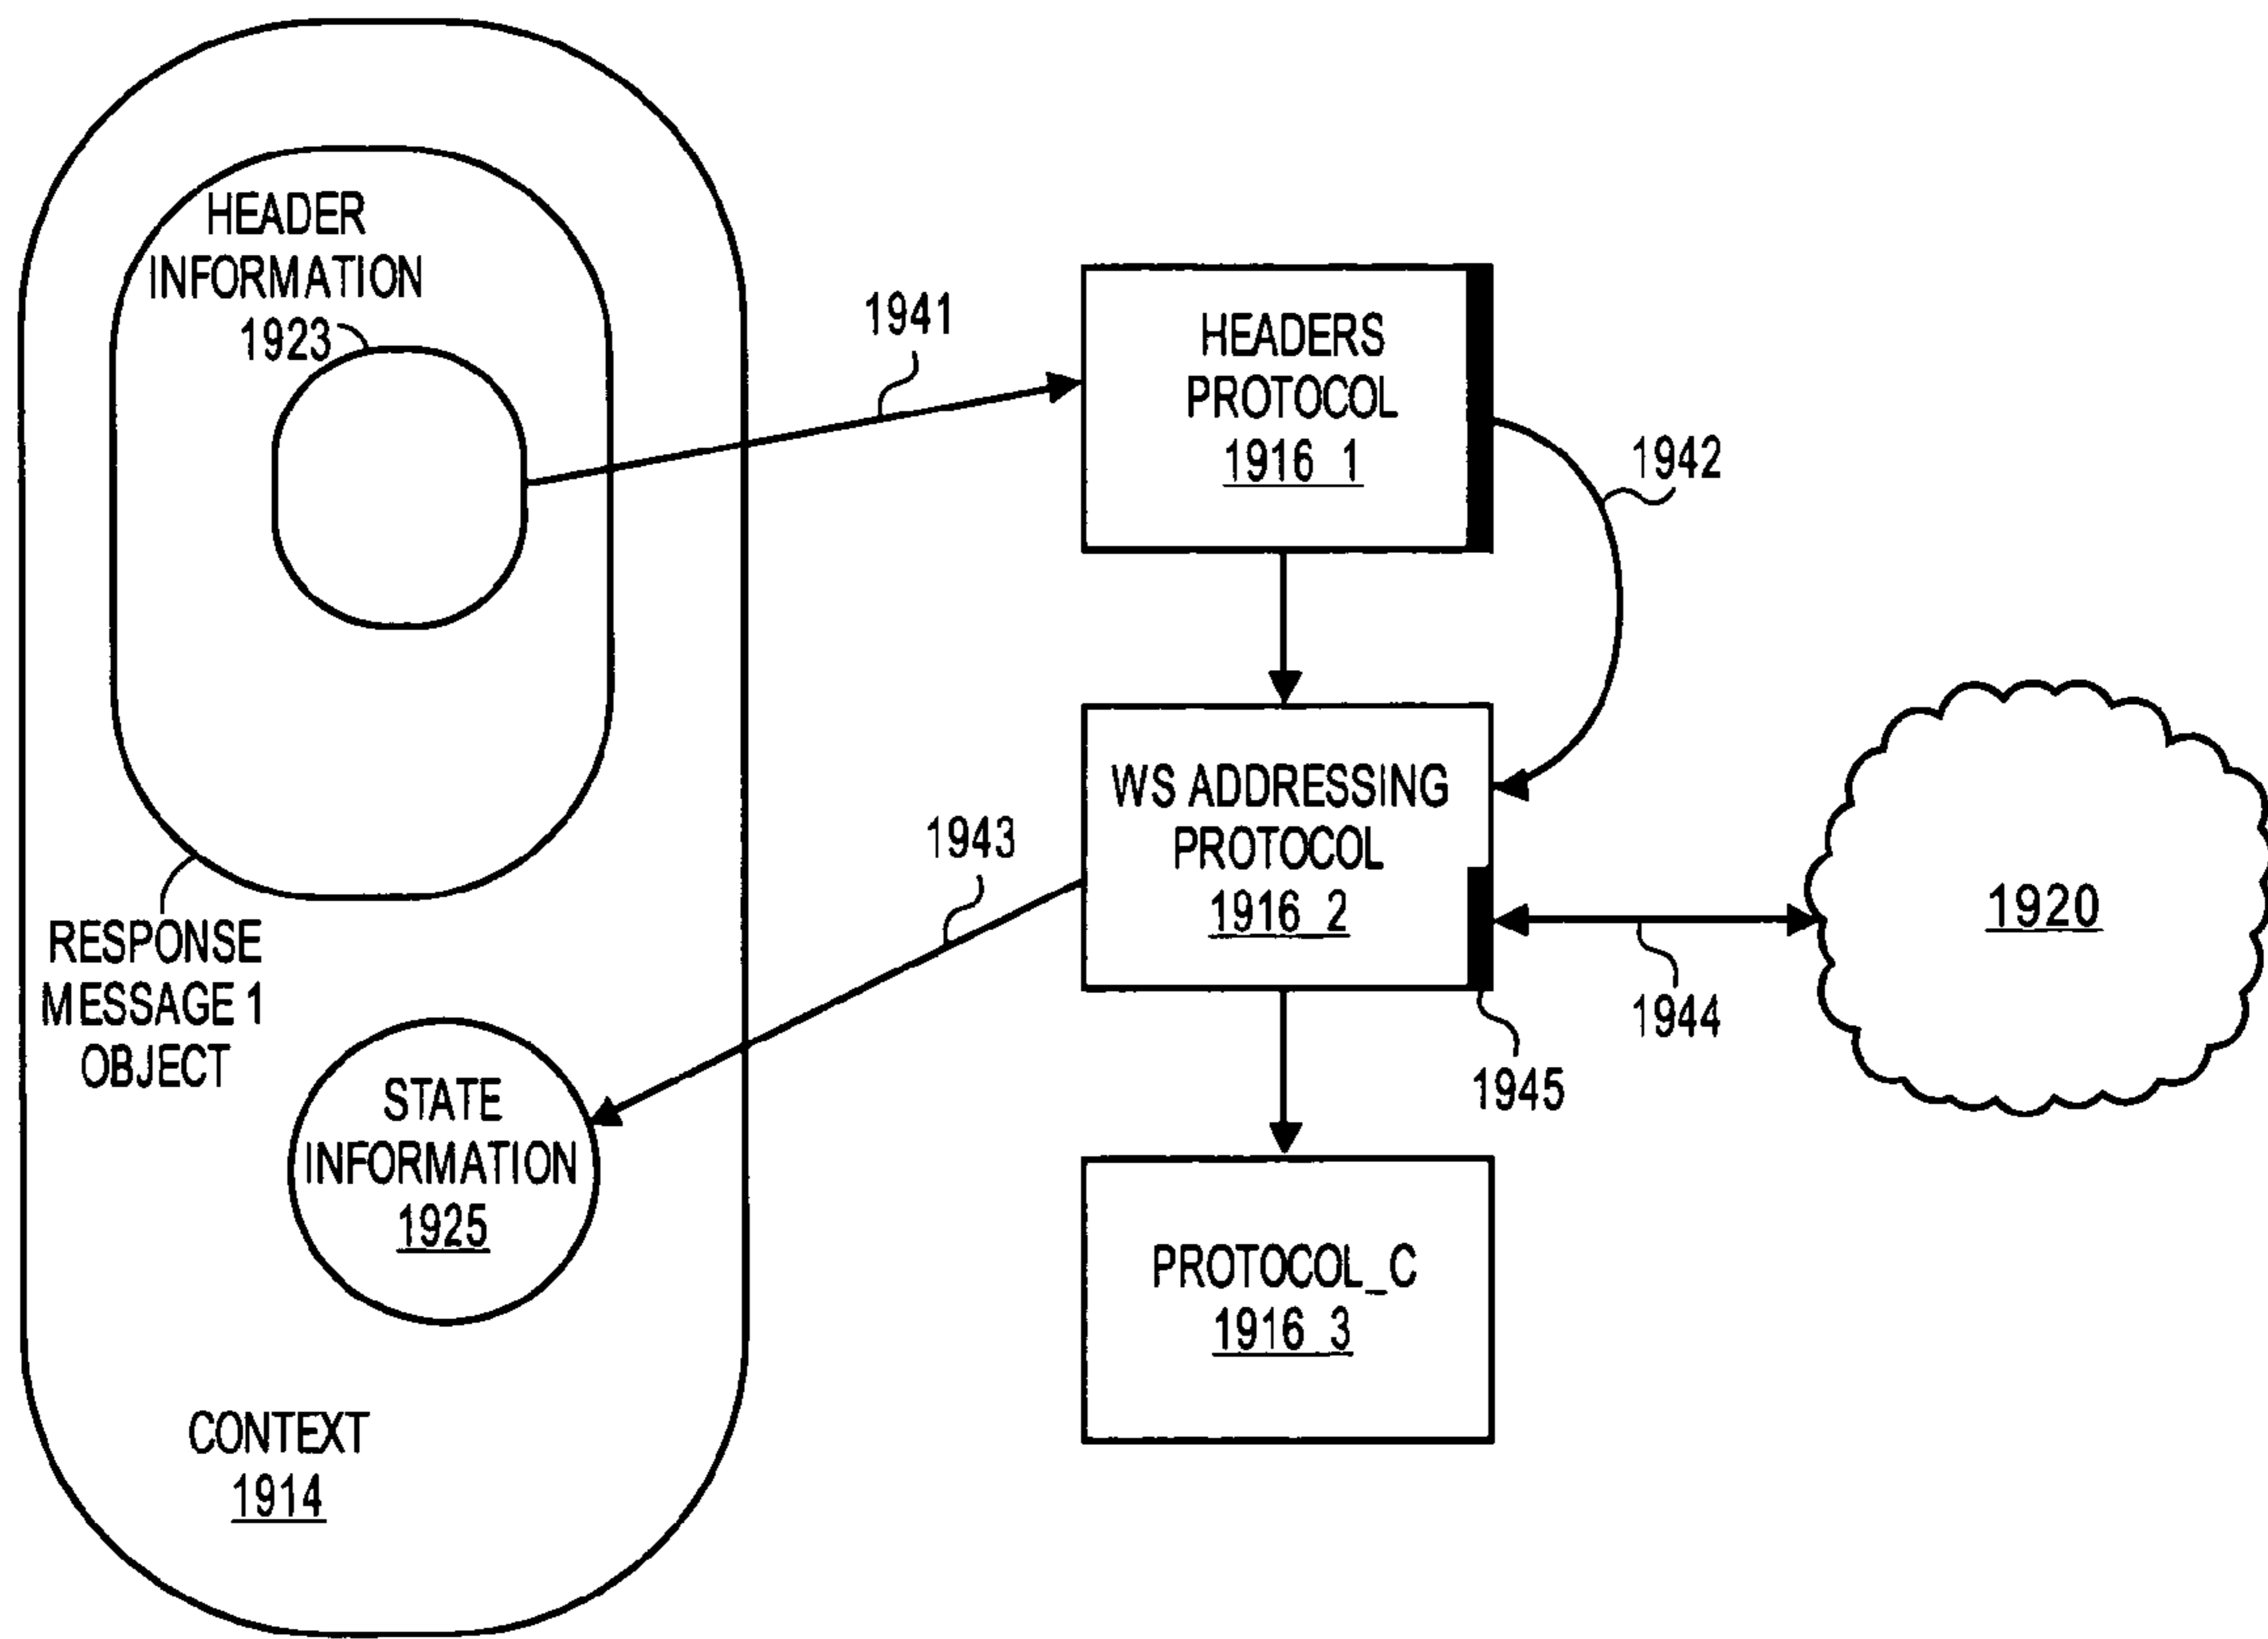 HEADER
INFORMATION
1923
1941
HEADERS
PROTOCOL
1916_1
1942
WS ADDRESSING
PROTOCOL
1916_2
1943
1920
1944
1945
RESPONSE
MESSAGE 1
OBJECT
STATE
INFORMATION
1925
PROTOCOL_C
1916_3
CONTEXT
1914